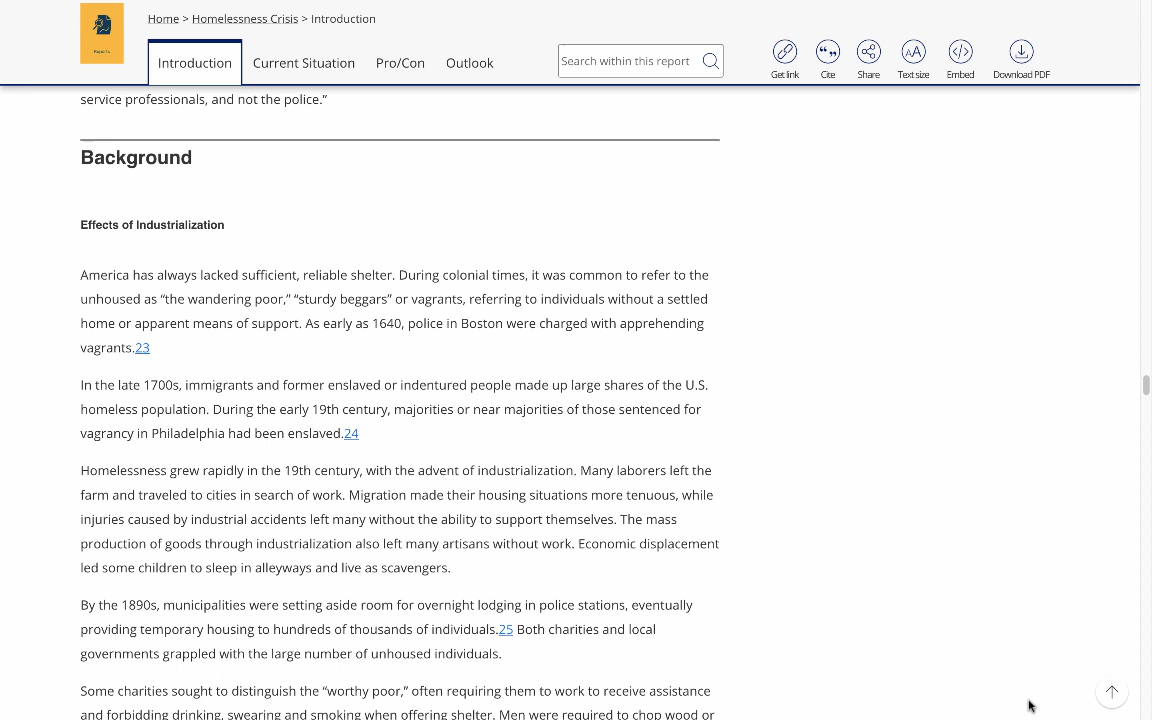 Home > Homelessness Crisis > Introduction
Reports
Introduction
Current Situation
Pro/Con
Outlook
Search within this report
Get link
Cite
Share
Text size
Embed
Download PDF
service professionals, and not the police.”
Background
Effects of Industrialization
America has always lacked sufficient, reliable shelter. During colonial times, it was common to refer to the
unhoused as “the wandering poor,” “sturdy beggars” or vagrants, referring to individuals without a settled
home or apparent means of support. As early as 1640, police in Boston were charged with apprehending
vagrants.23
In the late 1700s, immigrants and former enslaved or indentured people made up large shares of the U.S.
homeless population. During the early 19th century, majorities or near majorities of those sentenced for
vagrancy in Philadelphia had been enslaved.24
Homelessness grew rapidly in the 19th century, with the advent of industrialization. Many laborers left the
farm and traveled to cities in search of work. Migration made their housing situations more tenuous, while
injuries caused by industrial accidents left many without the ability to support themselves. The mass
production of goods through industrialization also left many artisans without work. Economic displacement
led some children to sleep in alleyways and live as scavengers.
By the 1890s, municipalities were setting aside room for overnight lodging in police stations, eventually
providing temporary housing to hundreds of thousands of individuals.25 Both charities and local
governments grappled with the large number of unhoused individuals.
Some charities sought to distinguish the “worthy poor,” often requiring them to work to receive assistance
and forbidding drinking, swearing and smoking when offering shelter. Men were required to chop wood or